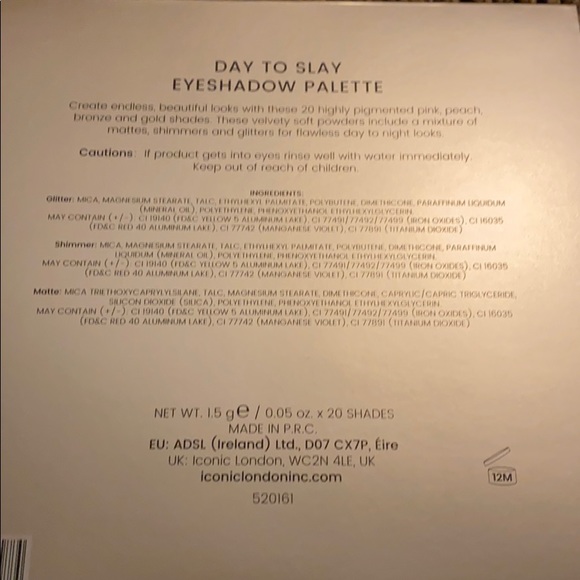 DAY TO SLAY
EYESHADOW PALETTE
Create endless, beautiful looks with these 20 highly pigmented pink, peach,
bronze and gold shades. These velvety soft powders include a mixture of
mattes, shimmers and glitters for flawless day to night looks.
Cautions: If product gets into eyes rinse well with water immediately.
Keep out of reach of children.
INGREDIENTS:
Glitter: MICA, MAGNESIUM STEARATE, TALC, ETHYLHEXYL PALMITATE, POLYBUTENE, DIMETHICONE, PARAFFINUM LIQUIDUM
(MINERAL OIL), POLYETHYLENE, PHENOXYETHANOL, ETHYLHEXYLGLYCERIN.
MAY CONTAIN (+/-): CI 19140 (FD&C YELLOW 5 ALUMINUM LAKE), CI 77491/77492/77499 (IRON OXIDES), CI 16035
(FD&C RED 40 ALUMINUM LAKE), CI 77742 (MANGANESE VIOLET), CI 77891 (TITANIUM DIOXIDE)
Shimmer: MICA, MAGNESIUM STEARATE, TALC, ETHYLHEXYL PALMITATE, POLYBUTENE, DIMETHICONE, PARAFFINUM
LIQUIDUM (MINERAL OIL), POLYETHYLENE, PHENOXYETHANOL, ETHYLHEXYLGLYCERIN.
MAY CONTAIN (+/-): CI 19140 (FD&C YELLOW 5 ALUMINUM LAKE), CI 77491/77492/77499 (IRON OXIDES), CI 16035
(FD&C RED 40 ALUMINUM LAKE), CI 77742 (MANGANESE VIOLET), CI 77891 (TITANIUM DIOXIDE)
Matte: MICA, TRIETHOXYCAPRYLYLSILANE, TALC, MAGNESIUM STEARATE, DIMETHICONE, CAPRYLIC/CAPRIC TRIGLYCERIDE,
SILICON DIOXIDE (SILICA), POLYETHYLENE, PHENOXYETHANOL, ETHYLHEXYLGLYCERIN.
MAY CONTAIN (+/-): CI 19140 (FD&C YELLOW 5 ALUMINUM LAKE), CI 77491/77492/77499 (IRON OXIDES), CI 16035
(FD&C RED 40 ALUMINUM LAKE), CI 77742 (MANGANESE VIOLET), CI 77891 (TITANIUM DIOXIDE)
NET WT. 1.5 g e / 0.05 oz. x 20 SHADES
MADE IN P.R.C.
EU: ADSL (Ireland) Ltd., D07 CX7P, Éire
UK: Iconic London, WC2N 4LE, UK
iconiclondoninc.com
520161
12M